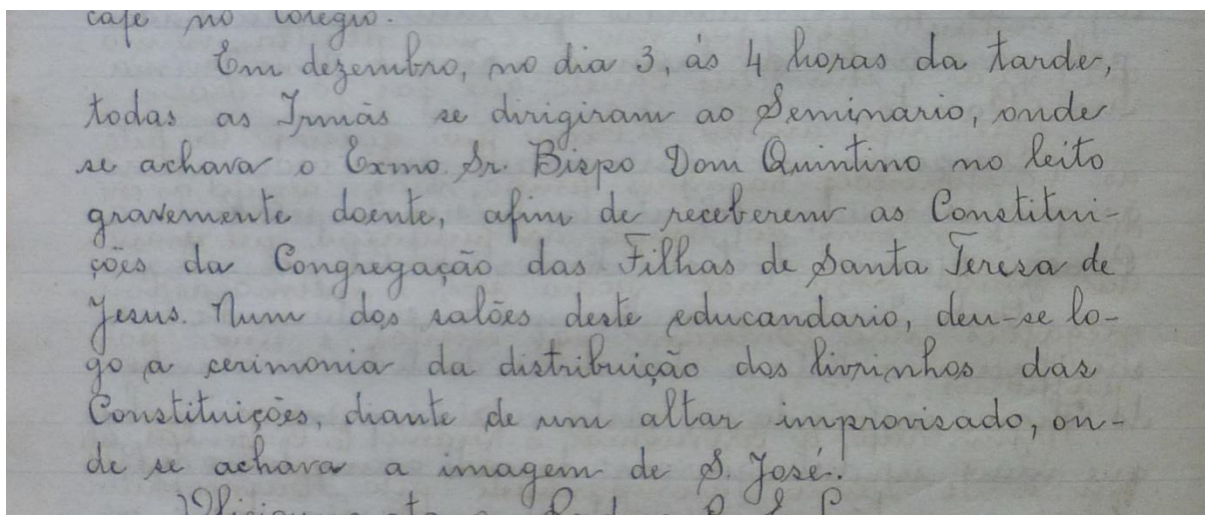 café no Colégio.
Em dezembro, no dia 3, ás 4 horas da tarde,
todas as Irmãs se dirigiram ao Seminario, onde
se achava o Exmo. Sr. Bispo Dom Quintino no leito
gravemente doente, afim de receberem as Constitui-
ções da Congregação das Filhas de Santa Teresa de
Jesus. Num dos salões deste educandario, deu-se lo-
go a cerimonia da distribuição dos livrinhos das
Constituições, diante de um altar improvisado, on-
de se achava a imagem de S. José.